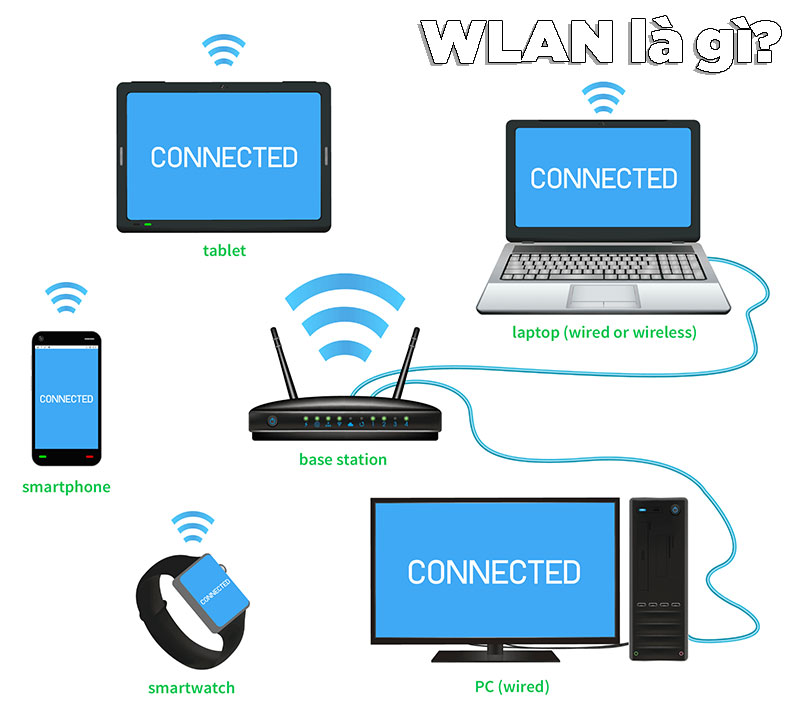 WLAN là gì?
CONNECTED
tablet
CONNECTED
laptop (wired or wireless)
CONNECTED
smartphone
base station
CONNECTED
smartwatch
CONNECTED
PC (wired)